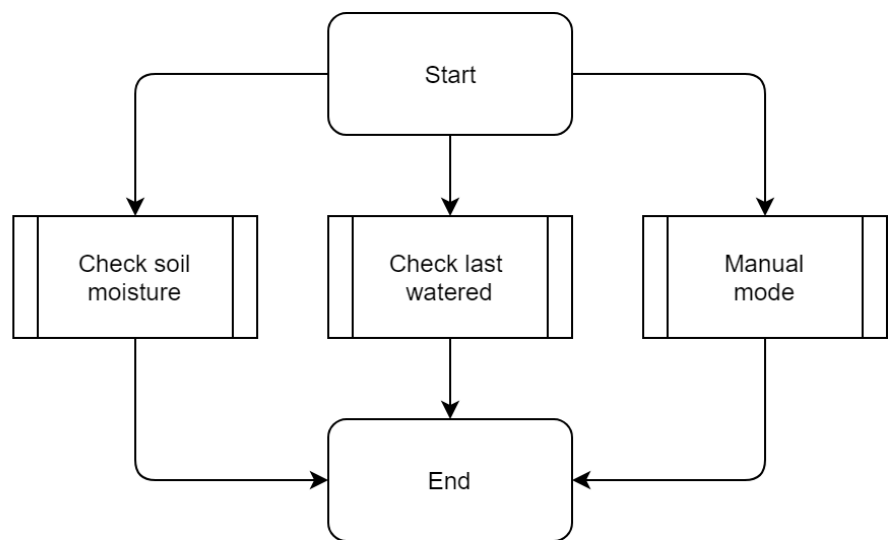 Start
Check soil
moisture
Check last
watered
Manual
mode
End